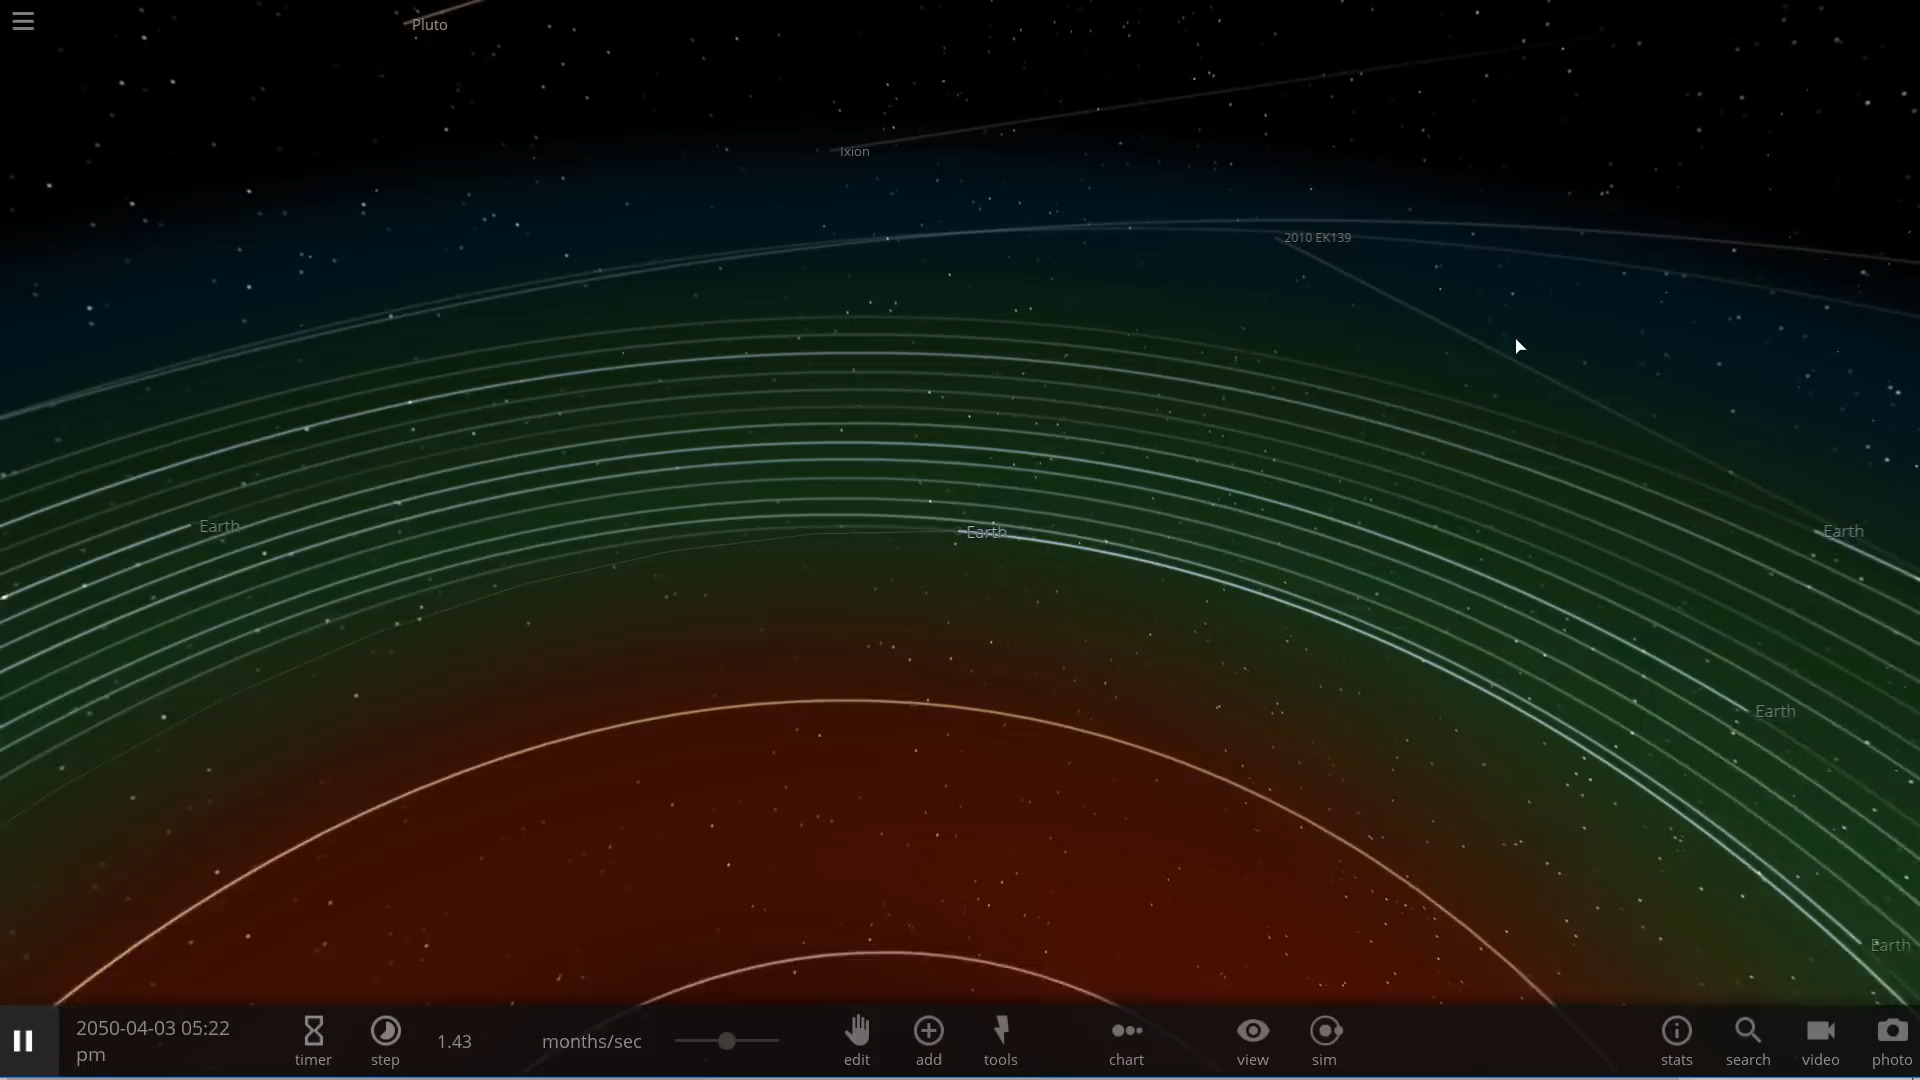 Pluto
Ixion
2010 EK139
Earth
Earth
Earth
Earth
Earth
2050-04-03 05:22
pm
timer
step
1.43
months/sec
edit
add
tools
chart
view
sim
stats
search
video
photo